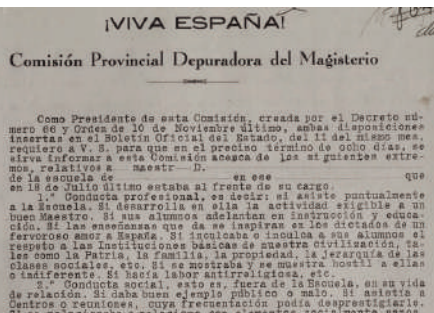 ¡VIVA ESPAÑA!
Comisión Provincial Depuradora del Magisterio
Como Presidente de esta Comisión, creada por el Decreto nú-
mero 66 y Orden de 10 de Noviembre último, ambas disposiciones
insertas en el Boletín Oficial del Estado, del 11 del mismo mes,
requiero a V. S. para que en el preciso término de ocho días, se
sirva informar a esta Comisión acerca de los siguientes extre-
mos, relativos a maestr D.
de la escuela de en ese que
en 18 de Julio último estaba al frente de su cargo.
1.º Conducta profesional, es decir: si asiste puntualmente
a la Escuela. Si desarrolla en ella la actividad exigible a un
buen Maestro. Si sus alumnos adelantan en instrucción y educa-
ción. Si las enseñanzas que da se inspiran en los dictados de un
fervoroso amor a España. Si inculcaba o inculca a sus alumnos el
respeto a las Instituciones básicas de nuestra civilización, ta-
les como la Patria, la familia, la propiedad, la jerarquía de las
clases sociales, etc. Si se mostraba y se muestra hostil a ellas
o indiferente. Si hacía labor antirreligiosa, etc.
2.º Conducta social, esto es, fuera de la Escuela, en su vida
de relación. Si daba buen ejemplo público o malo. Si asistía a
Centros o reuniones, cuya frecuentación podía desprestigiarle.